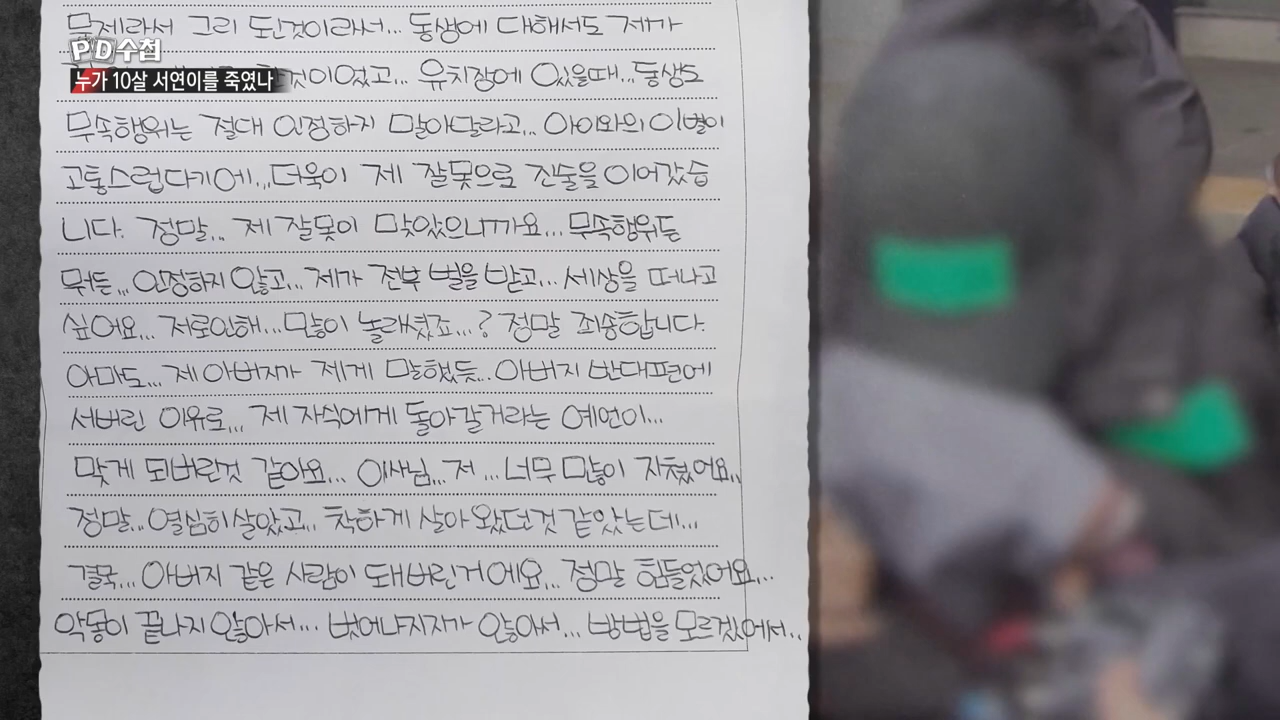 문제라서 그리 된것이라서... 동생에 대해서도 제가
PD수첩
누가 10살 서연이를 죽였나
것이었고... 유치장에 있을때... 동생도
무속행위는 절대 인정하지 말아달라고.. 아이와의 이별이
고통스럽다기에... 더욱이 제 잘못으로 진술을 이어갔습
니다. 정말... 제 잘못이 맞았으니까요... 무속행위든
뭐든... 인정하지 않고... 제가 전부 벌을 받고... 세상을 떠나고
싶어요... 저로인해... 많이 놀래셨죠...? 정말 죄송합니다.
아마도... 제 아버지가 제게 말했듯.. 아버지 반대편에
서버린 이유로... 제 자식에게 돌아갈거라는 예언이...
맞게 되버린것 같아요... 이사님... 저... 너무 많이 지쳤어요..
정말.. 열심히 살았고.. 착하게 살아왔던것 같았는데...
결국... 아버지 같은 사람이 돼버린거에요... 정말 힘들었어요...
악몽이 끝나지 않아서... 벗어나지지가 않아서... 방법을 모르겠어서..